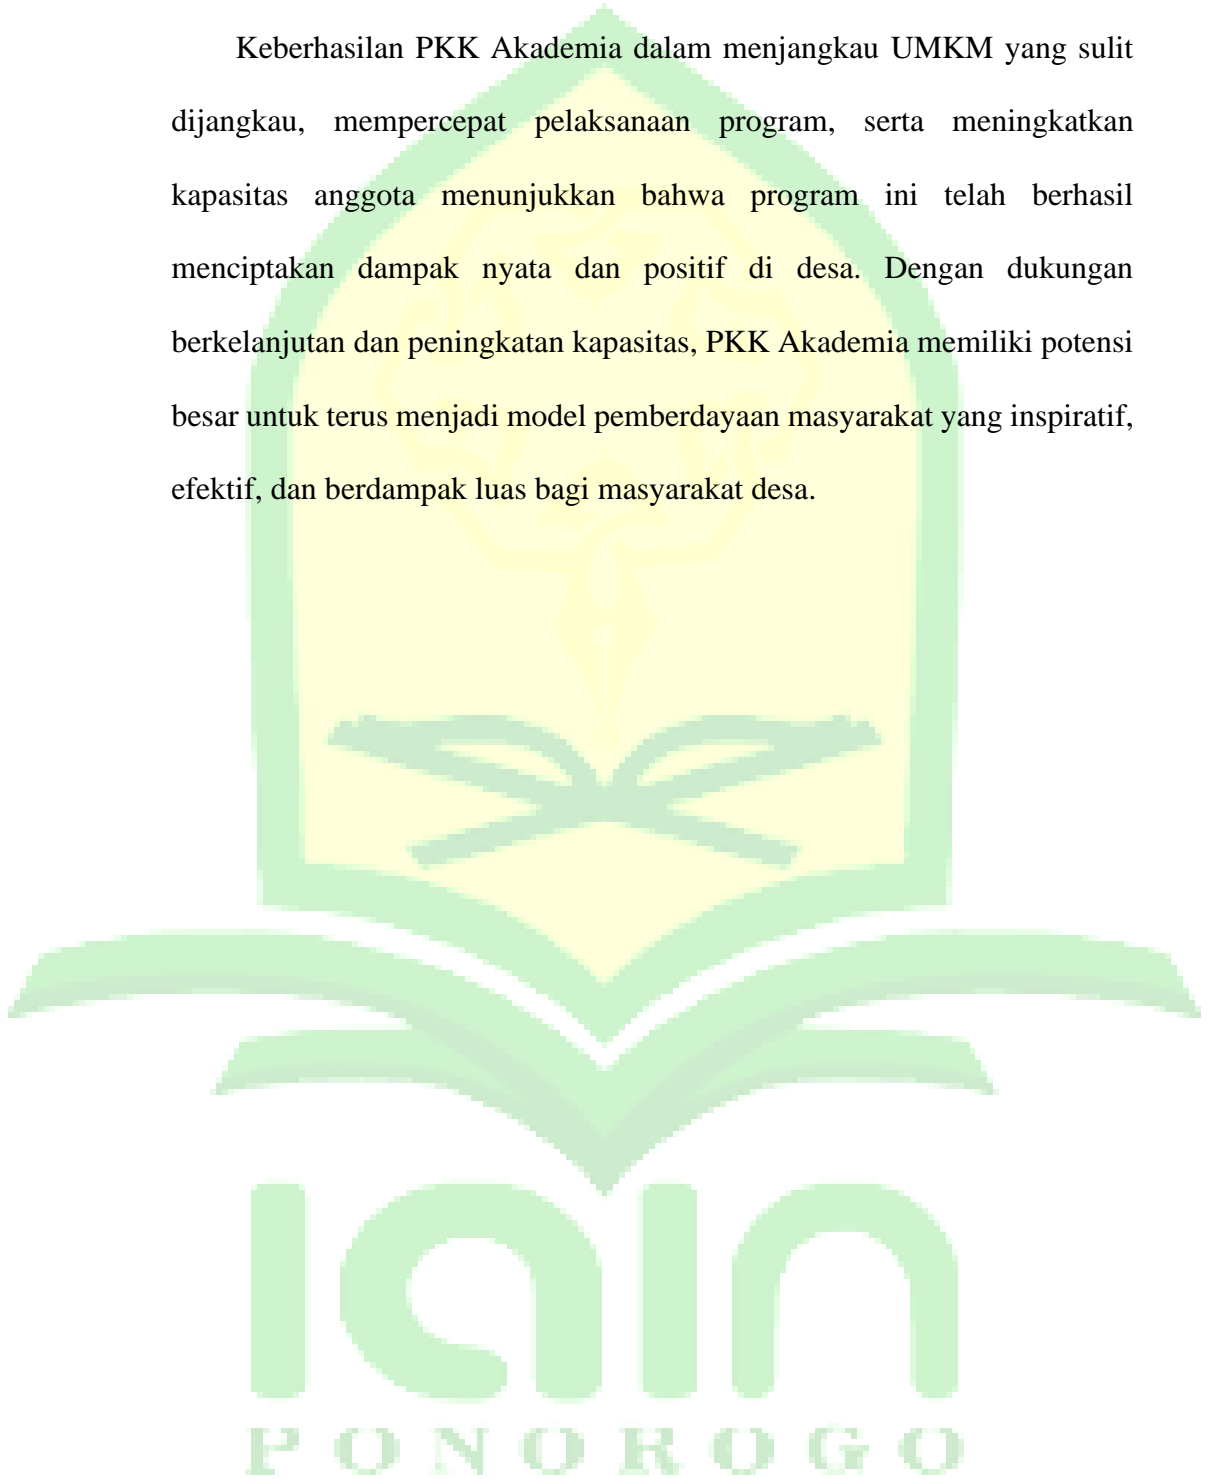 Keberhasilan PKK Akademia dalam menjangkau UMKM yang sulit
dijangkau, mempercepat pelaksanaan program, serta meningkatkan
kapasitas anggota menunjukkan bahwa program ini telah berhasil
menciptakan dampak nyata dan positif di desa. Dengan dukungan
berkelanjutan dan peningkatan kapasitas, PKK Akademia memiliki potensi
besar untuk terus menjadi model pemberdayaan masyarakat yang inspiratif,
efektif, dan berdampak luas bagi masyarakat desa.
iain
PONOROGO